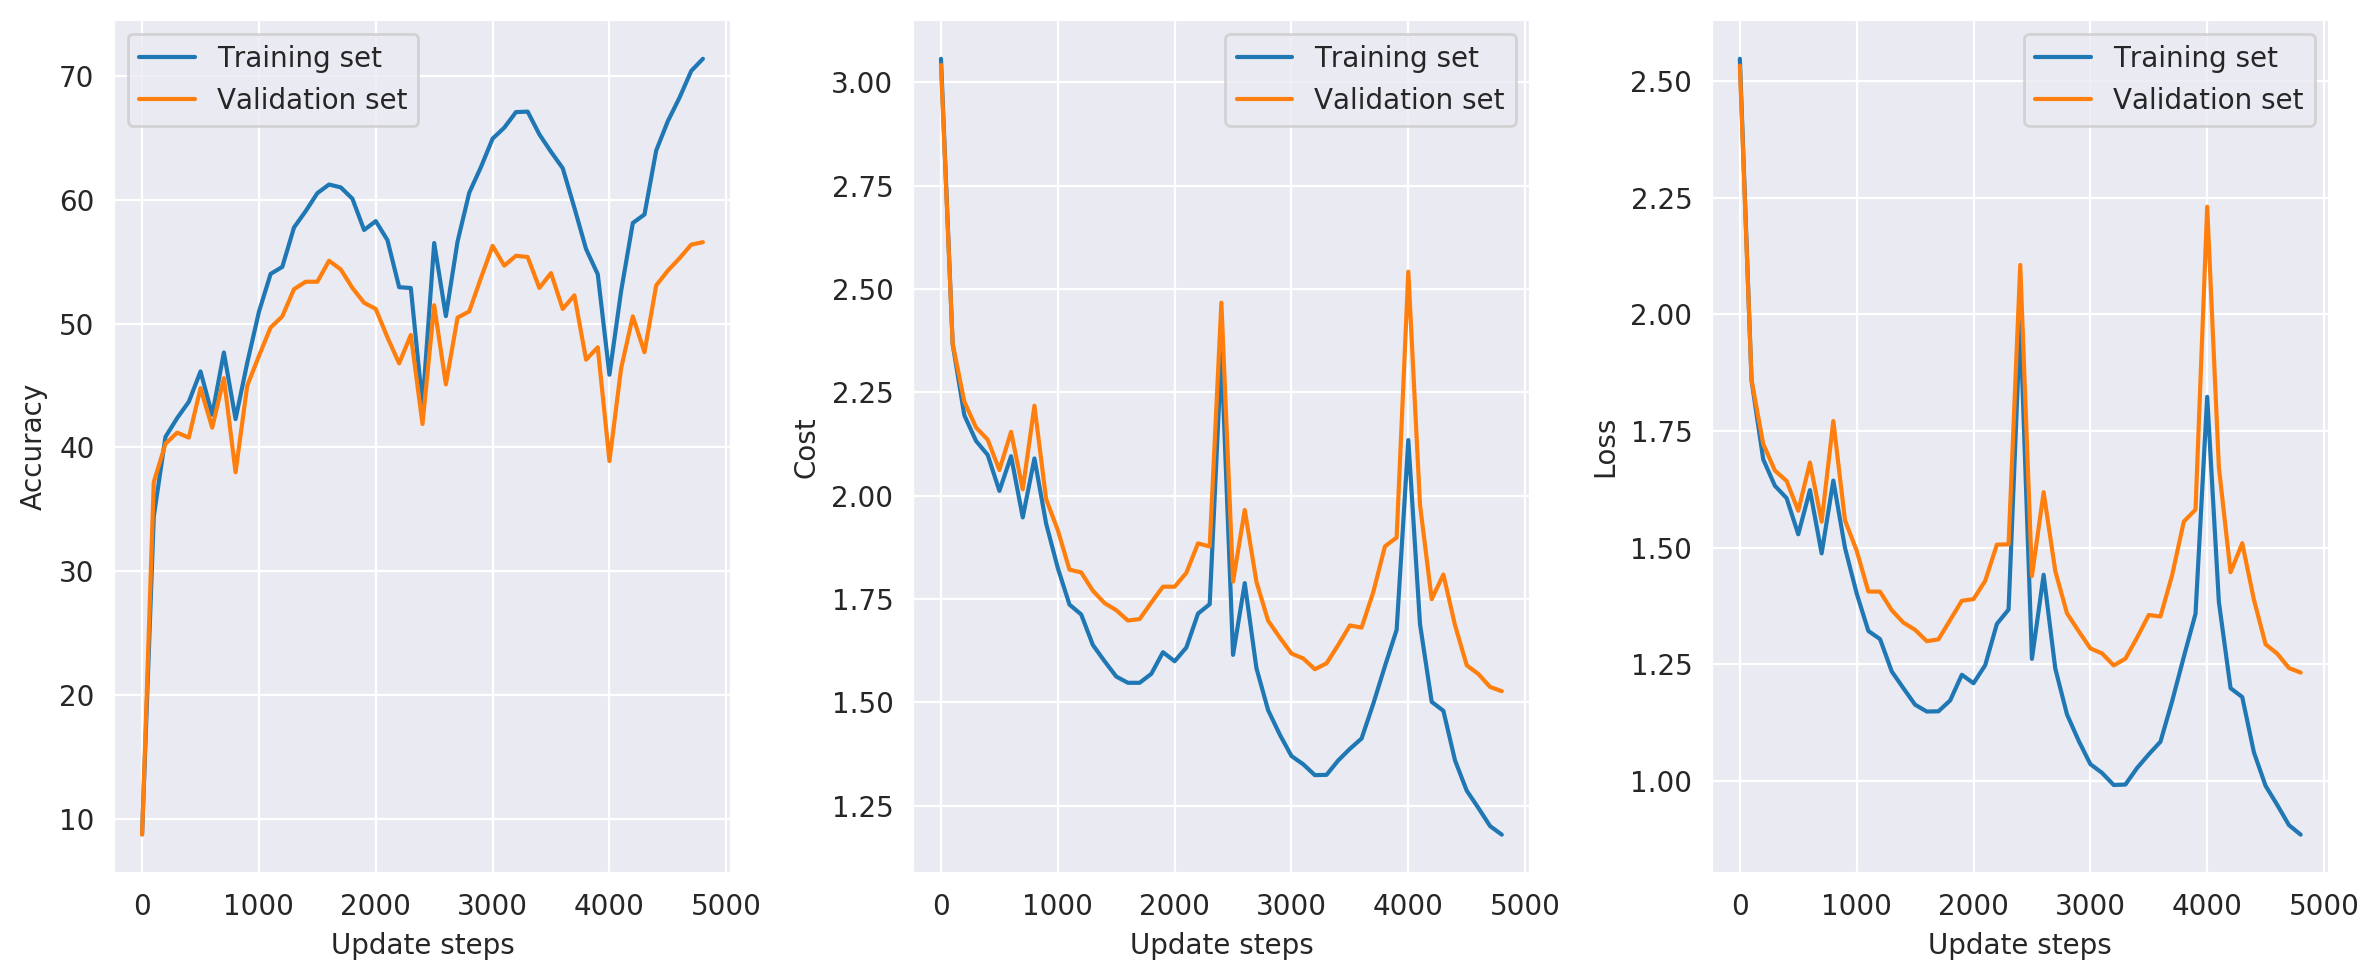 Training set
Validation set
Accuracy
70
60
50
40
30
20
10
0 1000 2000 3000 4000 5000
Update steps
Training set
Validation set
Cost
3.00
2.75
2.50
2.25
2.00
1.75
1.50
1.25
0 1000 2000 3000 4000 5000
Update steps
Training set
Validation set
Loss
2.50
2.25
2.00
1.75
1.50
1.25
1.00
0 1000 2000 3000 4000 5000
Update steps